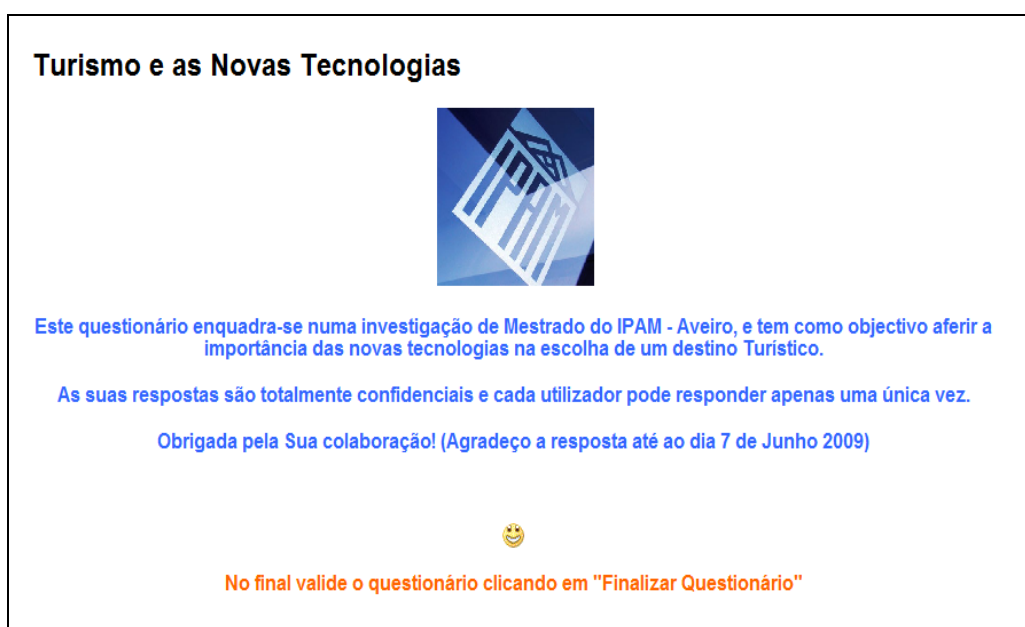 Turismo e as Novas Tecnologias
IPAM
Este questionário enquadra-se numa investigação de Mestrado do IPAM - Aveiro, e tem como objectivo aferir a
importância das novas tecnologias na escolha de um destino Turístico.
As suas respostas são totalmente confidenciais e cada utilizador pode responder apenas uma única vez.
Obrigada pela Sua colaboração! (Agradeço a resposta até ao dia 7 de Junho 2009)
No final valide o questionário clicando em "Finalizar Questionário"